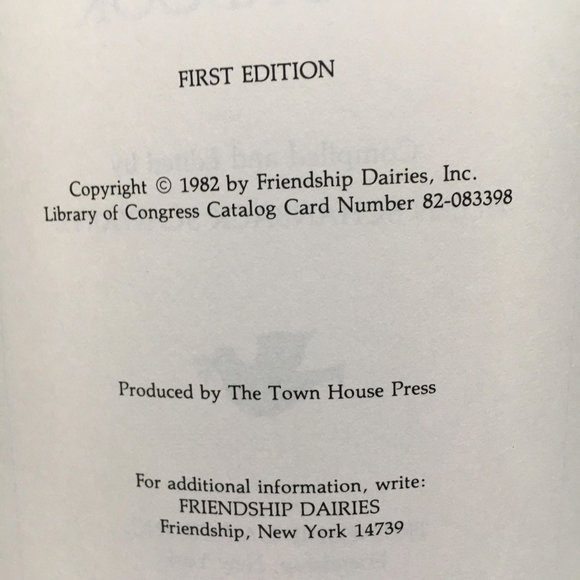 FIRST EDITION
Copyright © 1982 by Friendship Dairies, Inc.
Library of Congress Catalog Card Number 82-083398
Produced by The Town House Press
For additional information, write:
FRIENDSHIP DAIRIES
Friendship, New York 14739